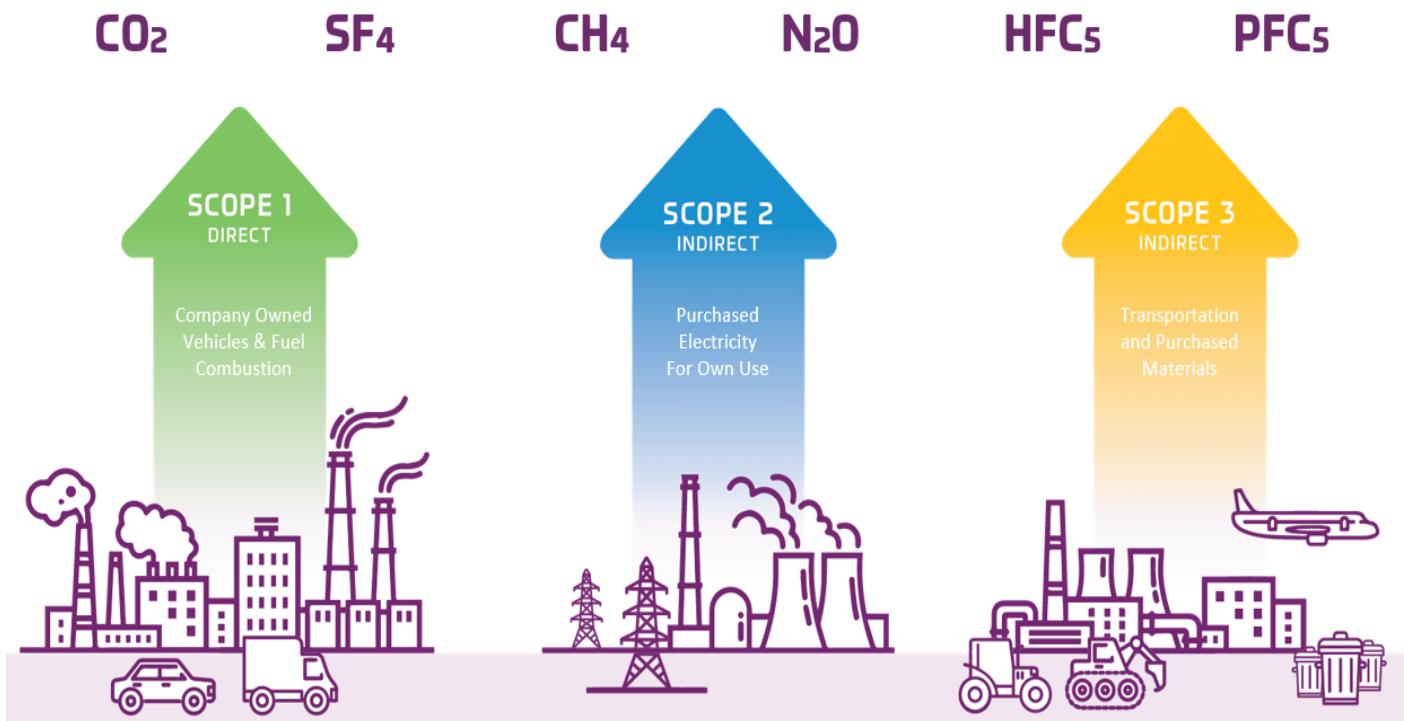 CO₂ SF₄ CH₄ N₂O HFC₅ PFC₅
SCOPE 1
DIRECT
Company Owned
Vehicles & Fuel
Combustion
SCOPE 2
INDIRECT
Purchased
Electricity
For Own Use
SCOPE 3
INDIRECT
Transportation
and Purchased
Materials